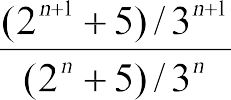 (2^{n+1} + 5) / 3^{n+1}
(2^n + 5) / 3^n